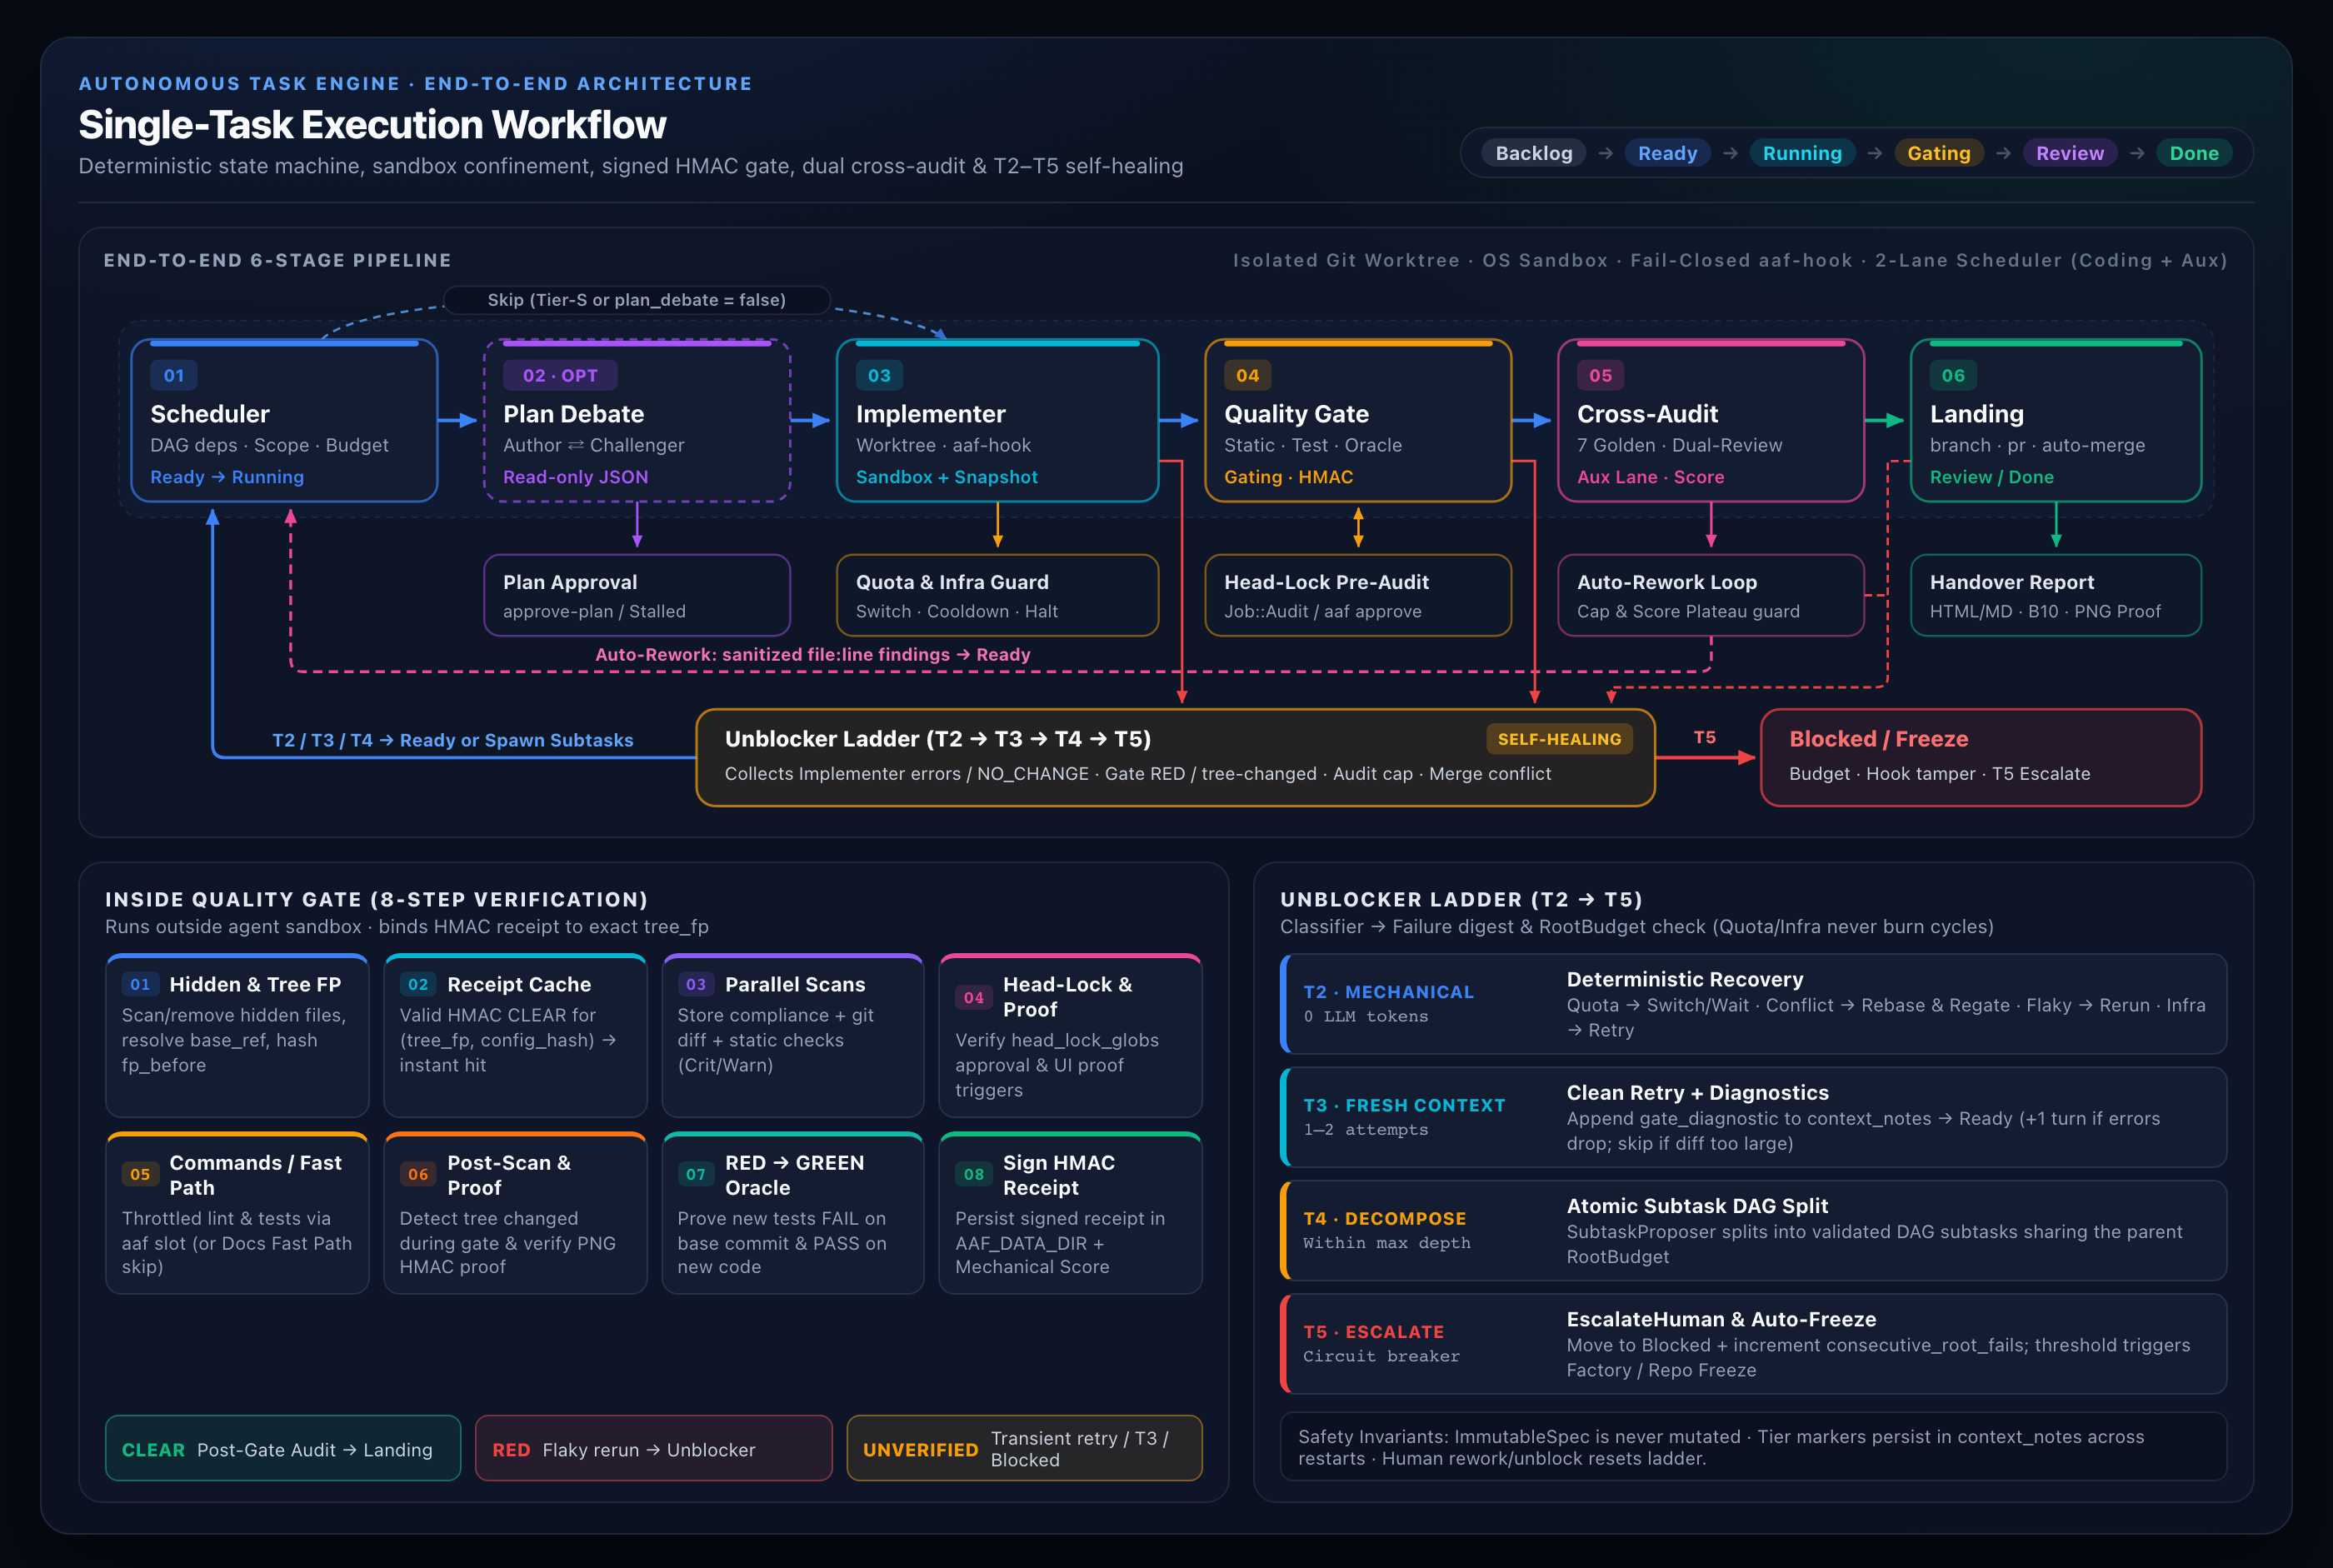 AUTONOMOUS TASK ENGINE · END-TO-END ARCHITECTURE
Single-Task Execution Workflow
Deterministic state machine, sandbox confinement, signed HMAC gate, dual cross-audit & T2–T5 self-healing
Backlog → Ready → Running → Gating → Review → Done
END-TO-END 6-STAGE PIPELINE
Isolated Git Worktree · OS Sandbox · Fail-Closed aaf-hook · 2-Lane Scheduler (Coding + Aux)
Skip (Tier-S or plan_debate = false)
01
Scheduler
DAG deps · Scope · Budget
Ready → Running
02 · OPT
Plan Debate
Author ⇄ Challenger
Read-only JSON
03
Implementer
Worktree · aaf-hook
Sandbox + Snapshot
04
Quality Gate
Static · Test · Oracle
Gating · HMAC
05
Cross-Audit
7 Golden · Dual-Review
Aux Lane · Score
06
Landing
branch · pr · auto-merge
Review / Done
Plan Approval
approve-plan / Stalled
Quota & Infra Guard
Switch · Cooldown · Halt
Head-Lock Pre-Audit
Job::Audit / aaf approve
Auto-Rework Loop
Cap & Score Plateau guard
Handover Report
HTML/MD · B10 · PNG Proof
Auto-Rework: sanitized file:line findings → Ready
T2 / T3 / T4 → Ready or Spawn Subtasks
Unblocker Ladder (T2 → T3 → T4 → T5)
SELF-HEALING
Collects Implementer errors / NO_CHANGE · Gate RED / tree-changed · Audit cap · Merge conflict
T5
Blocked / Freeze
Budget · Hook tamper · T5 Escalate
INSIDE QUALITY GATE (8-STEP VERIFICATION)
Runs outside agent sandbox · binds HMAC receipt to exact tree_fp
01 Hidden & Tree FP
Scan/remove hidden files,
resolve base_ref, hash
fp_before
02 Receipt Cache
Valid HMAC CLEAR for
(tree_fp, config_hash) →
instant hit
03 Parallel Scans
Store compliance + git
diff + static checks
(Crit/Warn)
04 Head-Lock &
Proof
Verify head_lock_globs
approval & UI proof
triggers
05 Commands / Fast
Path
Throttled lint & tests via
aaf slot (or Docs Fast Path
skip)
06 Post-Scan &
Proof
Detect tree changed
during gate & verify PNG
HMAC proof
07 RED → GREEN
Oracle
Prove new tests FAIL on
base commit & PASS on
new code
08 Sign HMAC
Receipt
Persist signed receipt in
AAF_DATA_DIR +
Mechanical Score
CLEAR Post-Gate Audit → Landing
RED Flaky rerun → Unblocker
UNVERIFIED Transient retry / T3 /
Blocked
UNBLOCKER LADDER (T2 → T5)
Classifier → Failure digest & RootBudget check (Quota/Infra never burn cycles)
T2 · MECHANICAL
0 LLM tokens
Deterministic Recovery
Quota → Switch/Wait · Conflict → Rebase & Regate · Flaky → Rerun · Infra
→ Retry
T3 · FRESH CONTEXT
1–2 attempts
Clean Retry + Diagnostics
Append gate_diagnostic to context_notes → Ready (+1 turn if errors
drop; skip if diff too large)
T4 · DECOMPOSE
Within max depth
Atomic Subtask DAG Split
SubtaskProposer splits into validated DAG subtasks sharing the parent
RootBudget
T5 · ESCALATE
Circuit breaker
EscalateHuman & Auto-Freeze
Move to Blocked + increment consecutive_root_fails; threshold triggers
Factory / Repo Freeze
Safety Invariants: ImmutableSpec is never mutated · Tier markers persist in context_notes across
restarts · Human rework/unblock resets ladder.